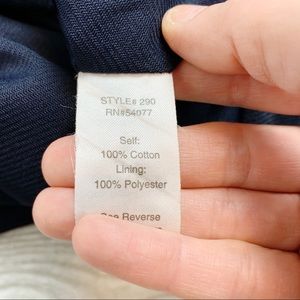 STYLE# 290
RN#54077
Self:
100% Cotton
Lining:
100% Polyester
See Reverse